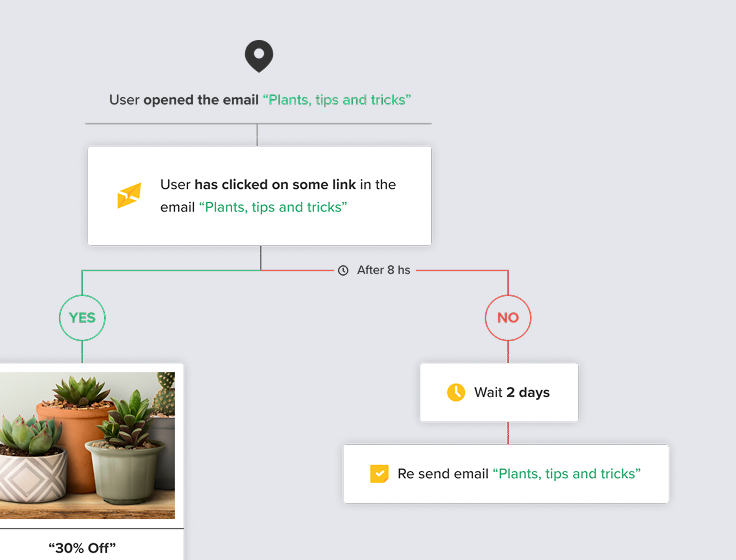 User opened the email “Plants, tips and tricks”
User has clicked on some link in the
email “Plants, tips and tricks”
After 8 hs
YES
NO
Wait 2 days
Re send email “Plants, tips and tricks”
“30% Off”